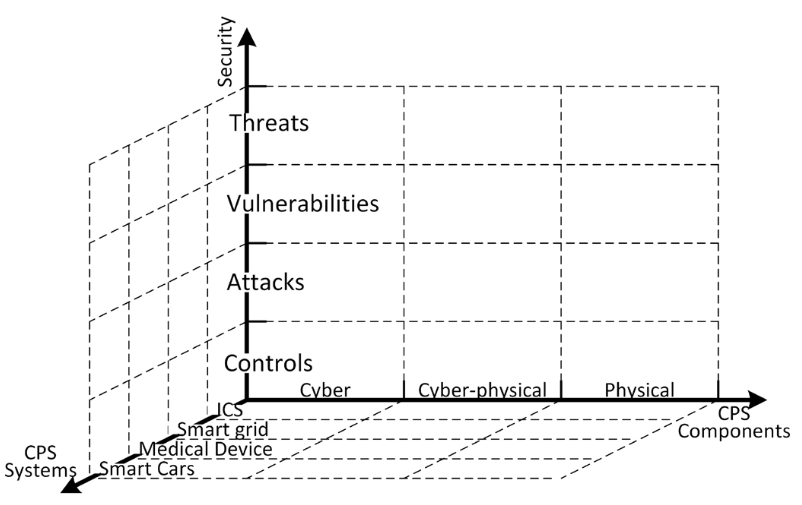 Security
Threats
Vulnerabilities
Attacks
Controls
Cyber
Cyber-physical
Physical
CPS
Components
ICS
Smart grid
Medical Device
Smart Cars
CPS
Systems